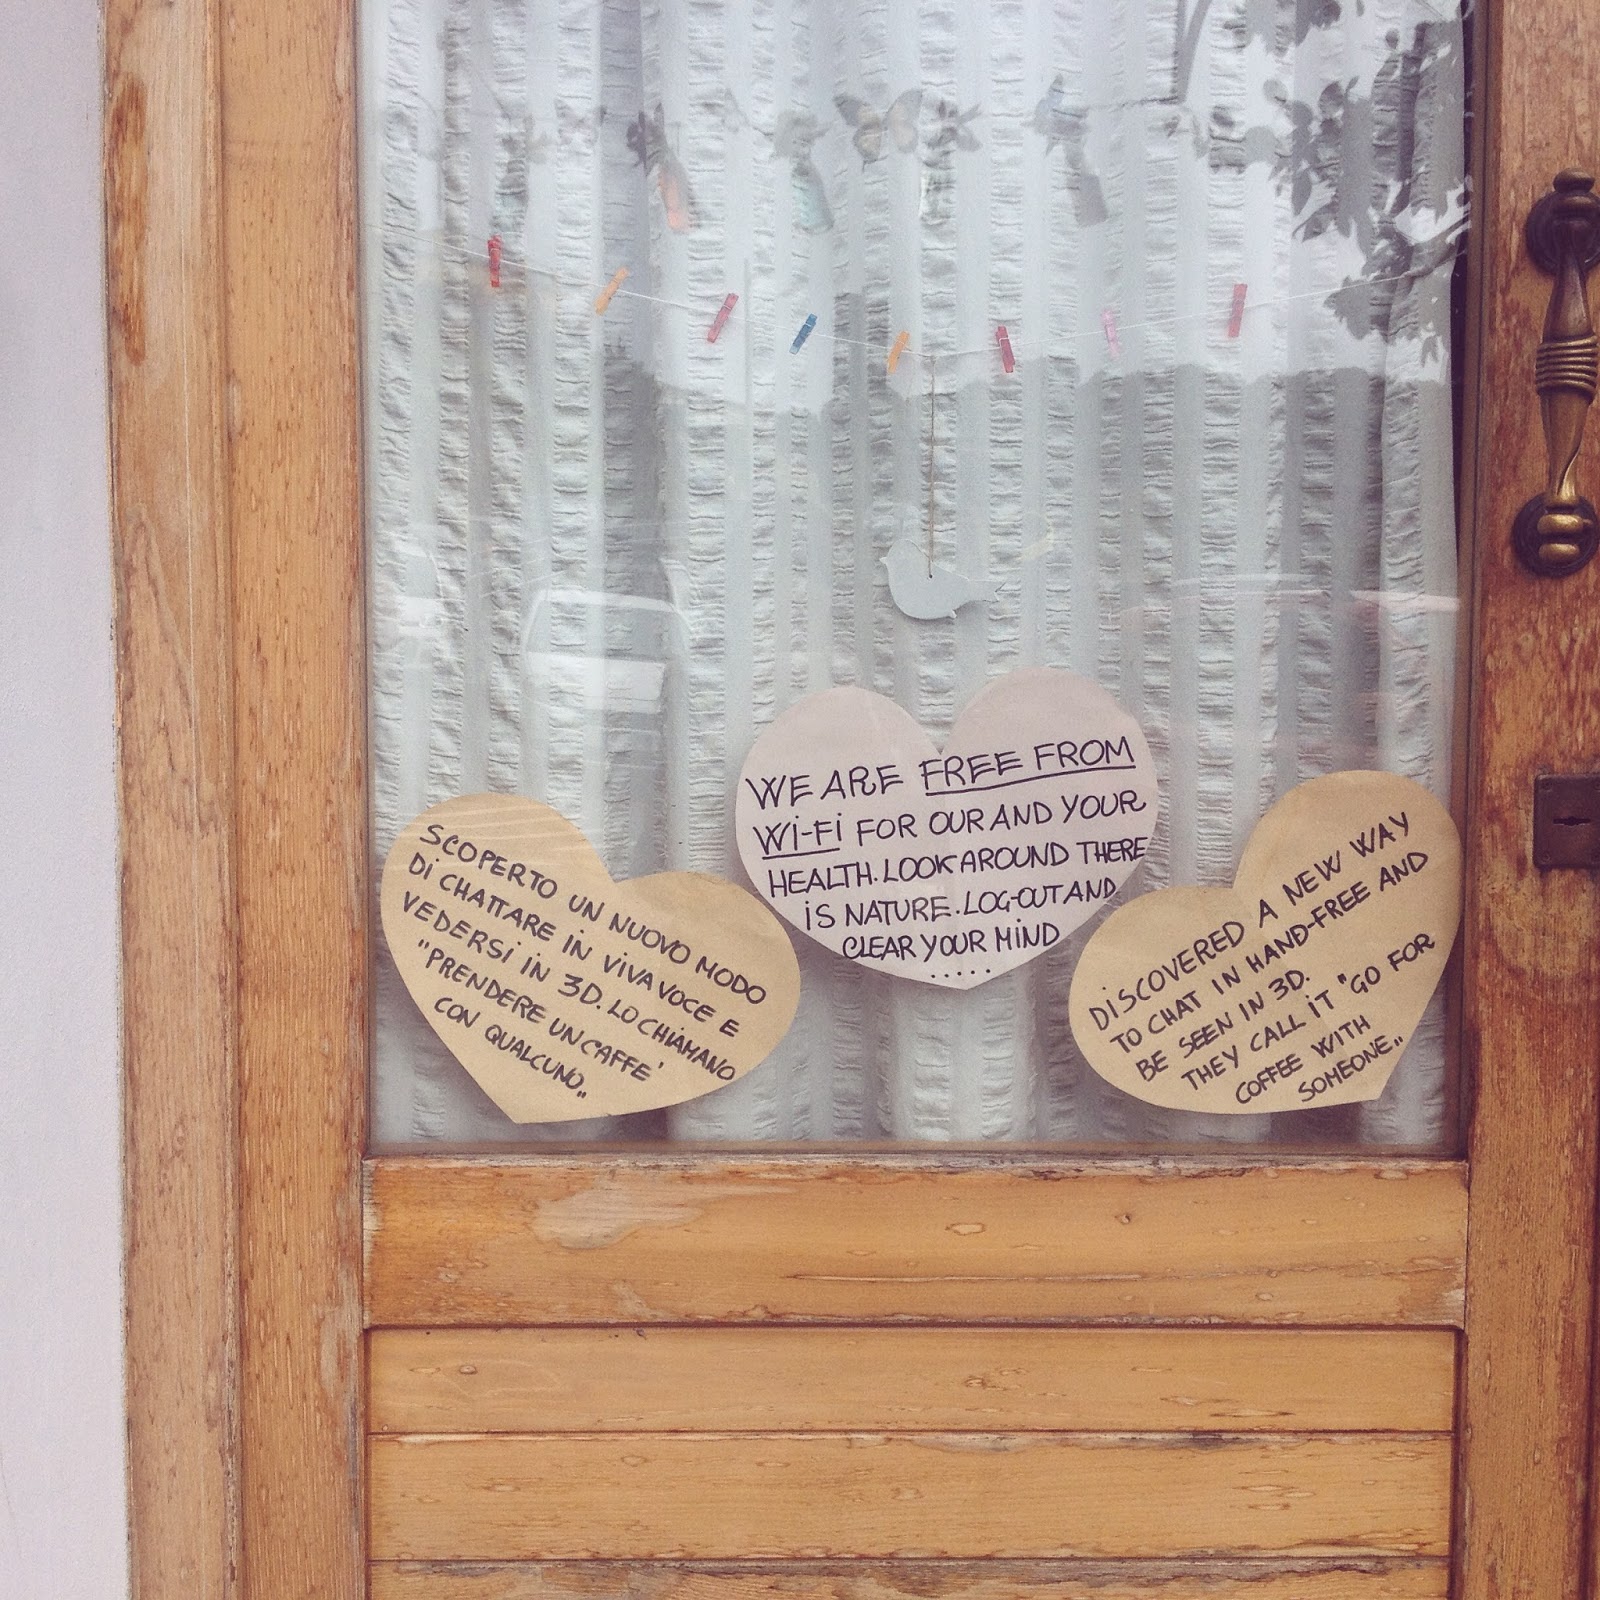 SCOPERTO UN NUOVO MODO
DI CHATTARE IN VIVAVOCE E
VEDERSI IN 3D. LO CHIAMANO
"PRENDERE UN CAFFE'
CON QUALCUNO..
WE ARE FREE FROM
WI-FI FOR OUR AND YOUR
HEALTH. LOOK AROUND THERE
IS NATURE. LOG-OUT AND
CLEAR YOUR MIND
.....
DISCOVERED A NEW WAY
TO CHAT IN HAND-FREE AND
BE SEEN IN 3D.
THEY CALL IT "GO FOR
COFFEE WITH
SOMEONE..